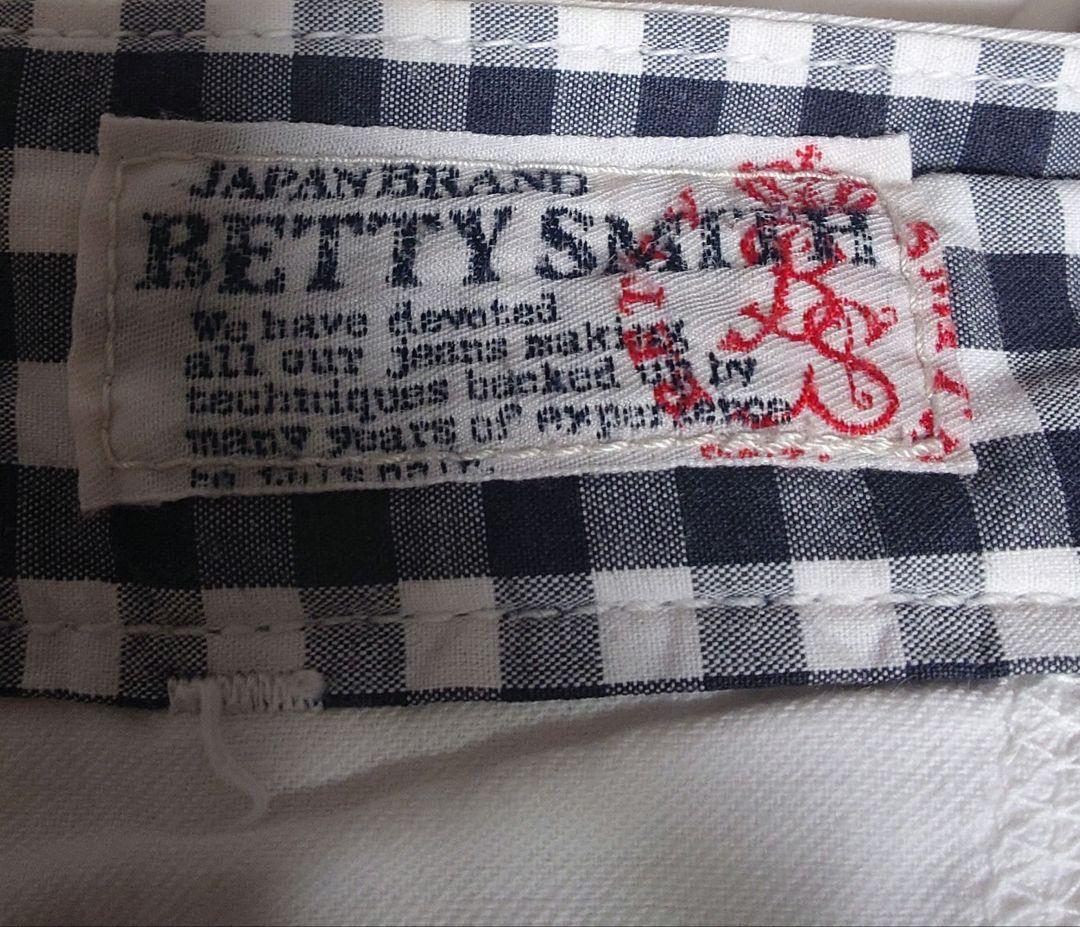 JAPAN BRAND
BETTY SMITH
We have devoted
all our jeans making
techniques backed up by
many years of experience
BS